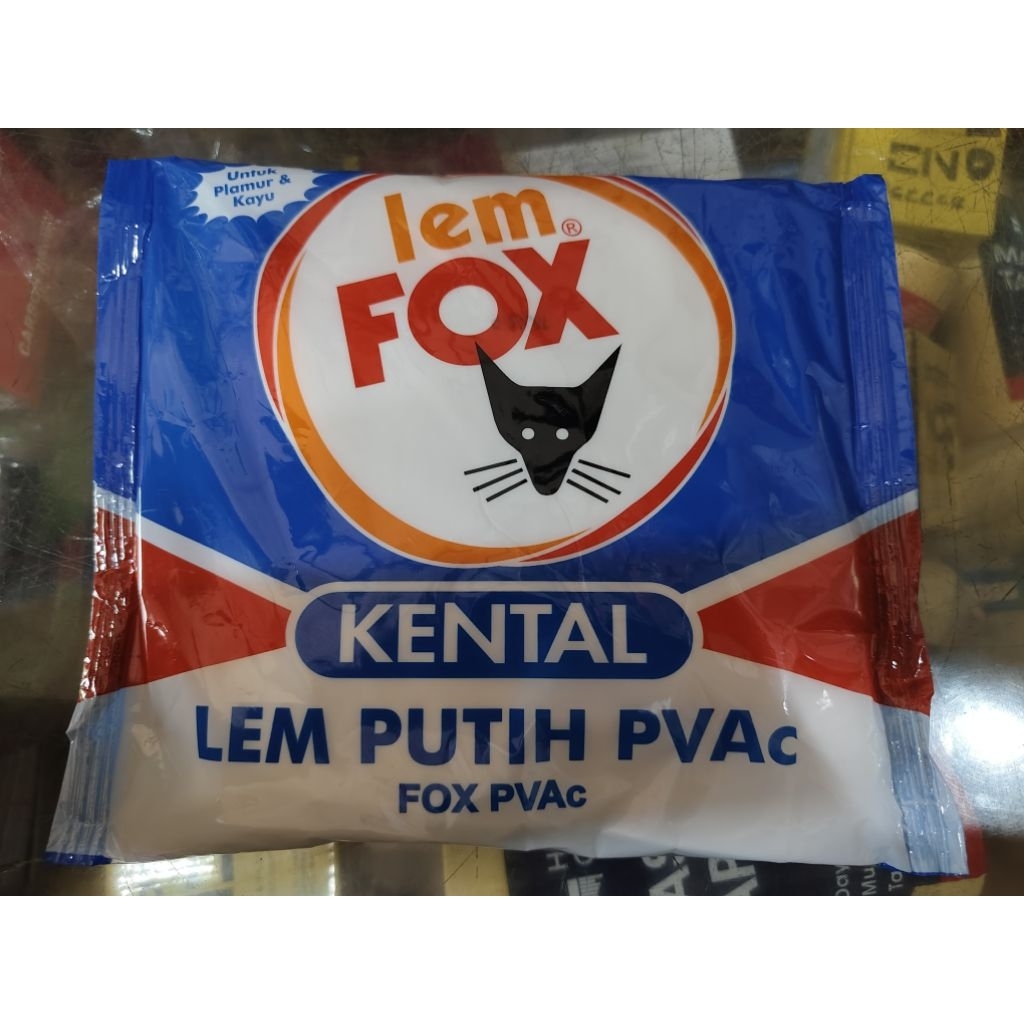 Untuk
Plamur &
Kayu
lem
FOX®
KENTAL
LEM PUTIH PVAc
FOX PVAc